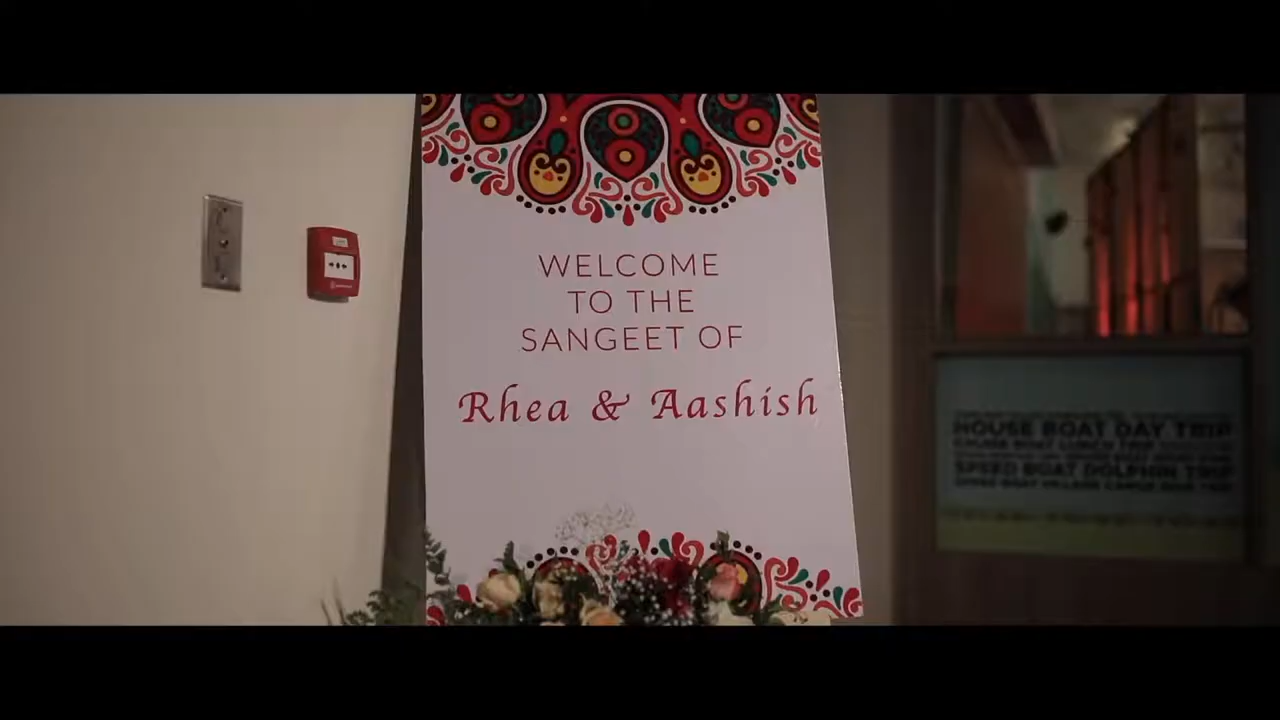 WELCOME
TO THE
SANGEET OF
Rhea & Aashish
HOUSE BOAT DAY TRIP
SPEED BOAT DOLPHIN TRIP